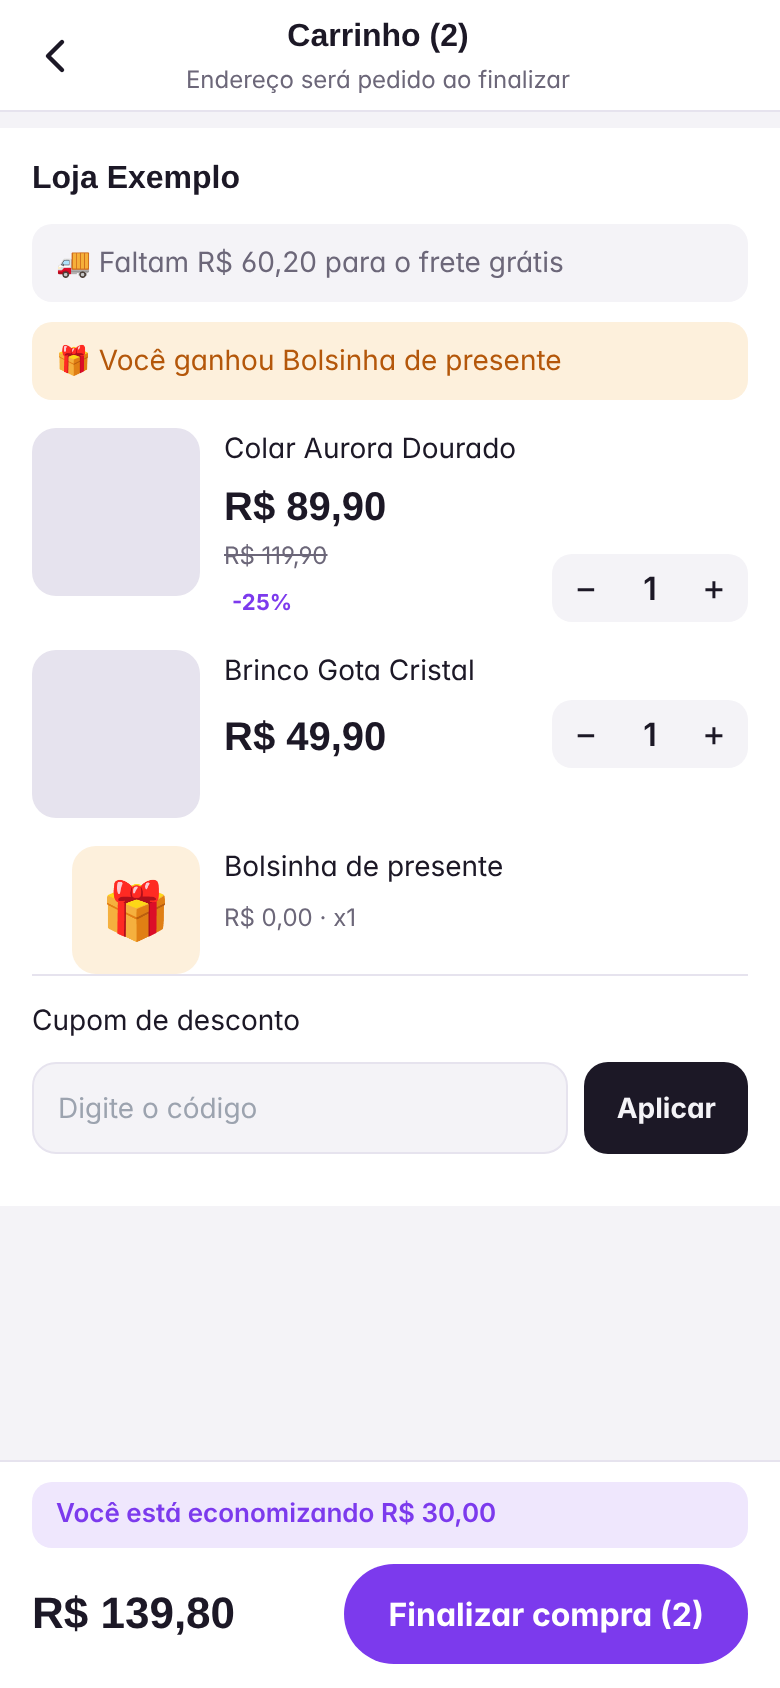 Carrinho (2)
Endereço será pedido ao finalizar
Loja Exemplo
🚚 Faltam R$ 60,20 para o frete grátis
🎁 Você ganhou Bolsinha de presente
Colar Aurora Dourado
R$ 89,90
R$ 119,90
-25%
− 1 +
Brinco Gota Cristal
R$ 49,90
− 1 +
Bolsinha de presente
R$ 0,00 · x1
Cupom de desconto
Digite o código
Aplicar
Você está economizando R$ 30,00
R$ 139,80
Finalizar compra (2)